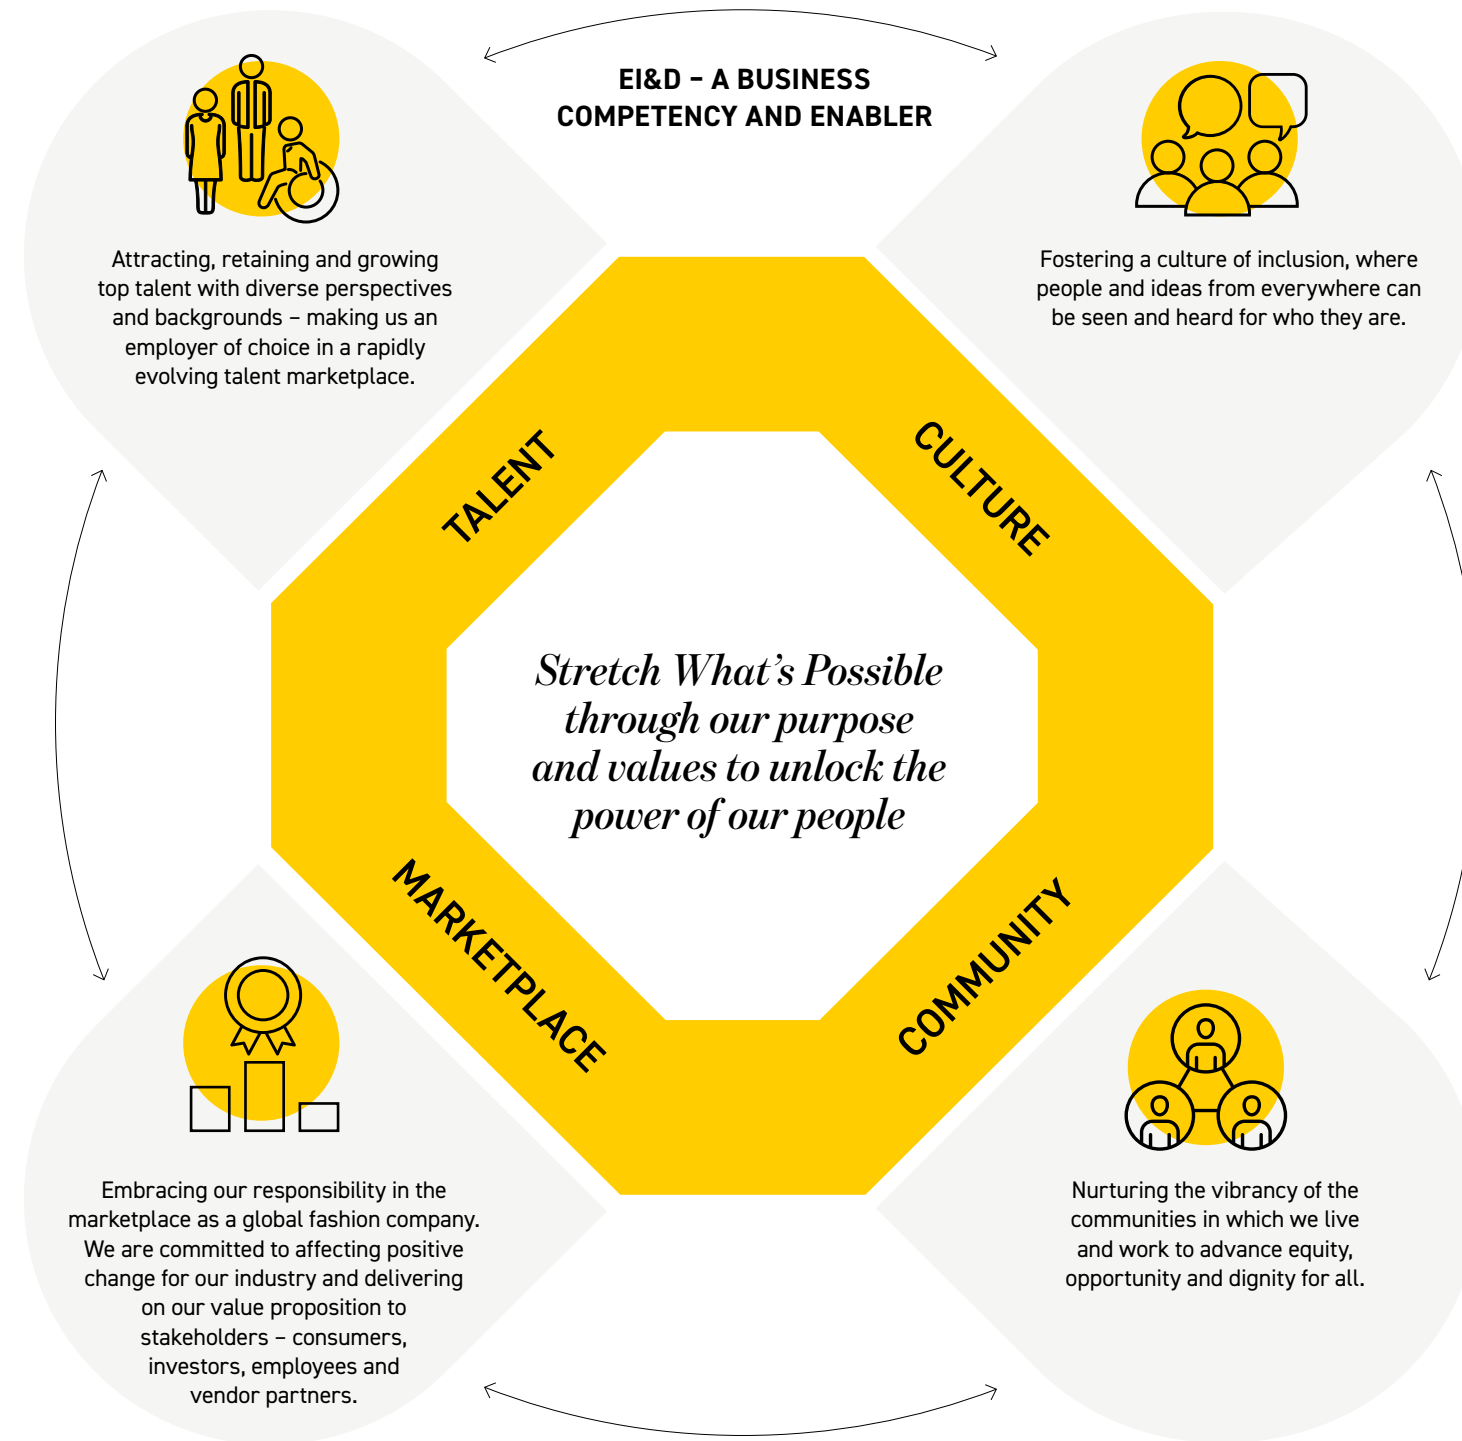 EI&D – A BUSINESS
COMPETENCY AND ENABLER
Attracting, retaining and growing
top talent with diverse perspectives
and backgrounds – making us an
employer of choice in a rapidly
evolving talent marketplace.
Fostering a culture of inclusion, where
people and ideas from everywhere can
be seen and heard for who they are.
TALENT
CULTURE
Stretch What's Possible
through our purpose
and values to unlock the
power of our people
MARKETPLACE
COMMUNITY
Embracing our responsibility in the
marketplace as a global fashion company.
We are committed to affecting positive
change for our industry and delivering
on our value proposition to
stakeholders – consumers,
investors, employees and
vendor partners.
Nurturing the vibrancy of the
communities in which we live
and work to advance equity,
opportunity and dignity for all.